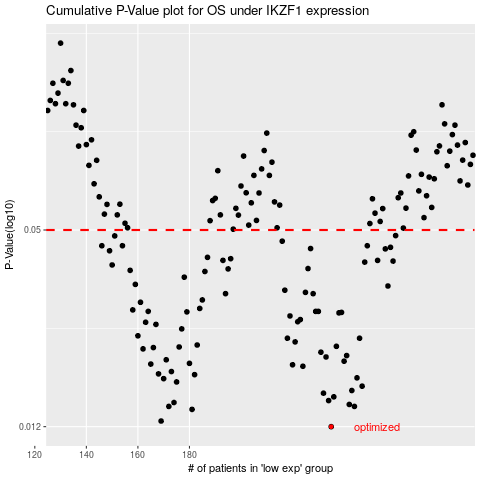 Cumulative P-Value plot for OS under IKZF1 expression
P-Value(log10)
0.05
0.012
optimized
120 140 160 180
# of patients in 'low exp' group